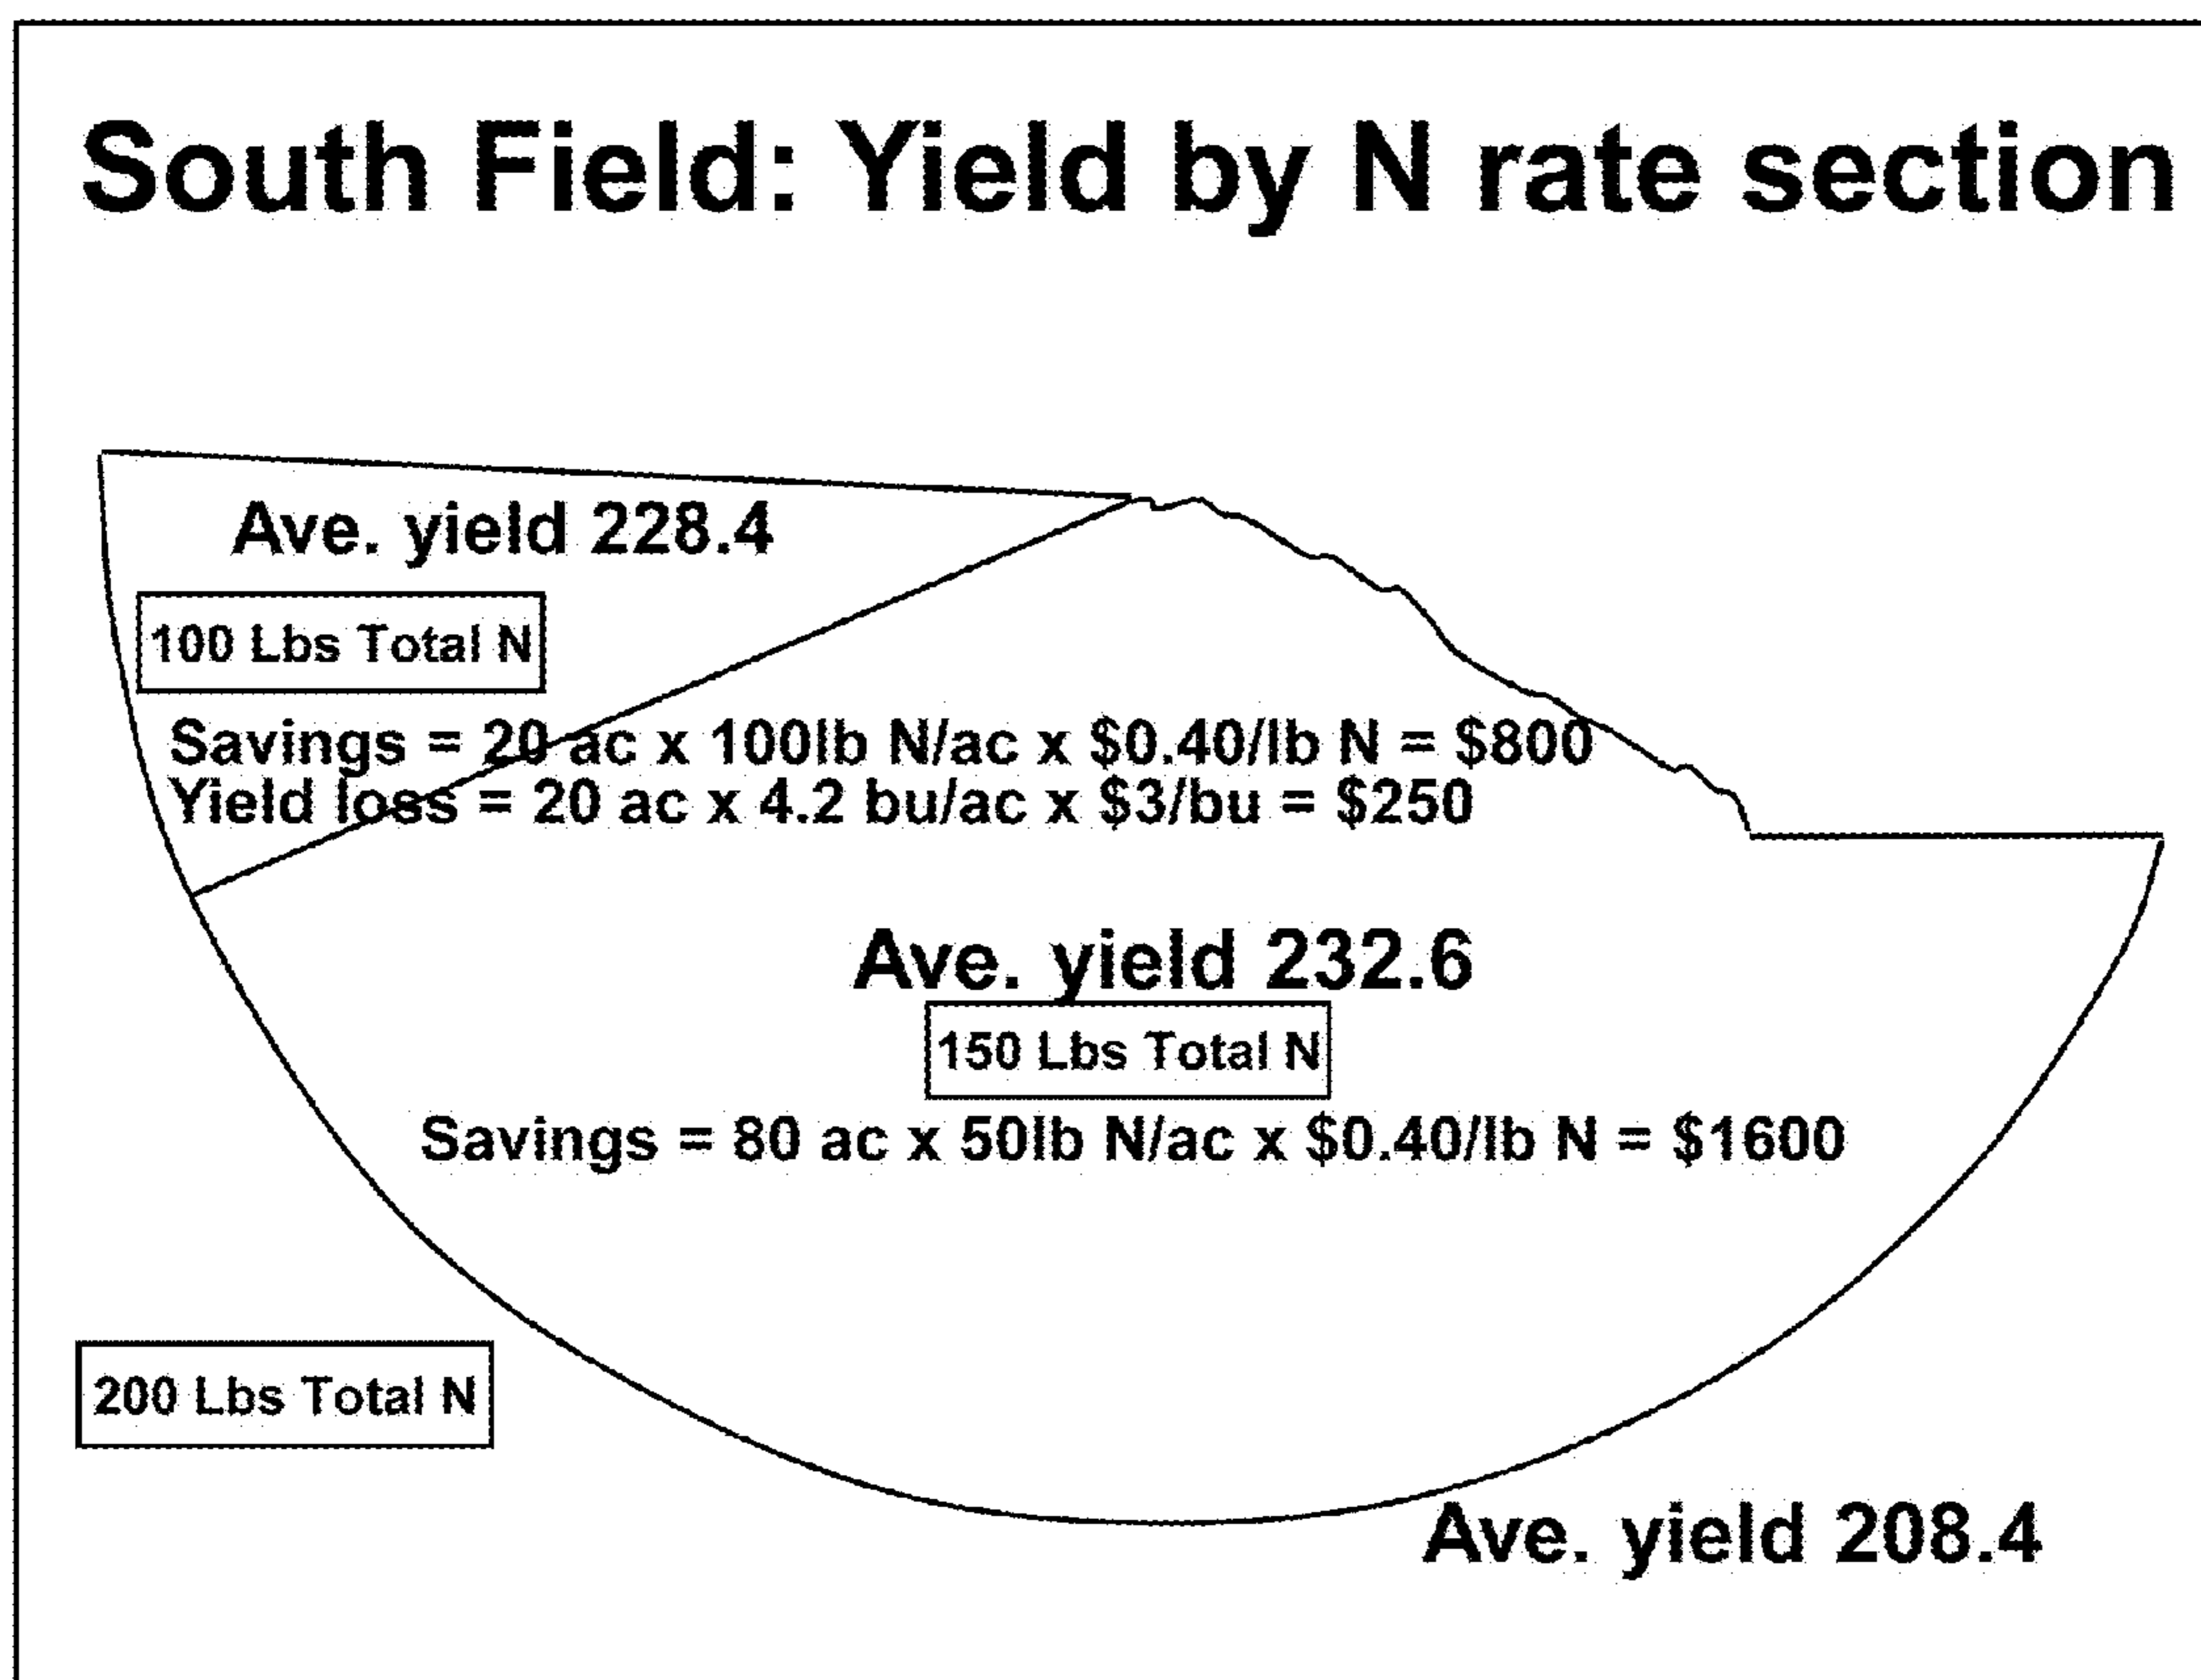 South Field: Yield by N rate section
Ave. yield 228.4
100 Lbs Total N
Savings = 20 ac x 100lb N/ac x $0.40/lb N = $800
Yield loss = 20 ac x 4.2 bu/ac x $3/bu = $250
Ave. yield 232.6
150 Lbs Total N
Savings = 80 ac x 50lb N/ac x $0.40/lb N = $1600
200 Lbs Total N
Ave. yield 208.4